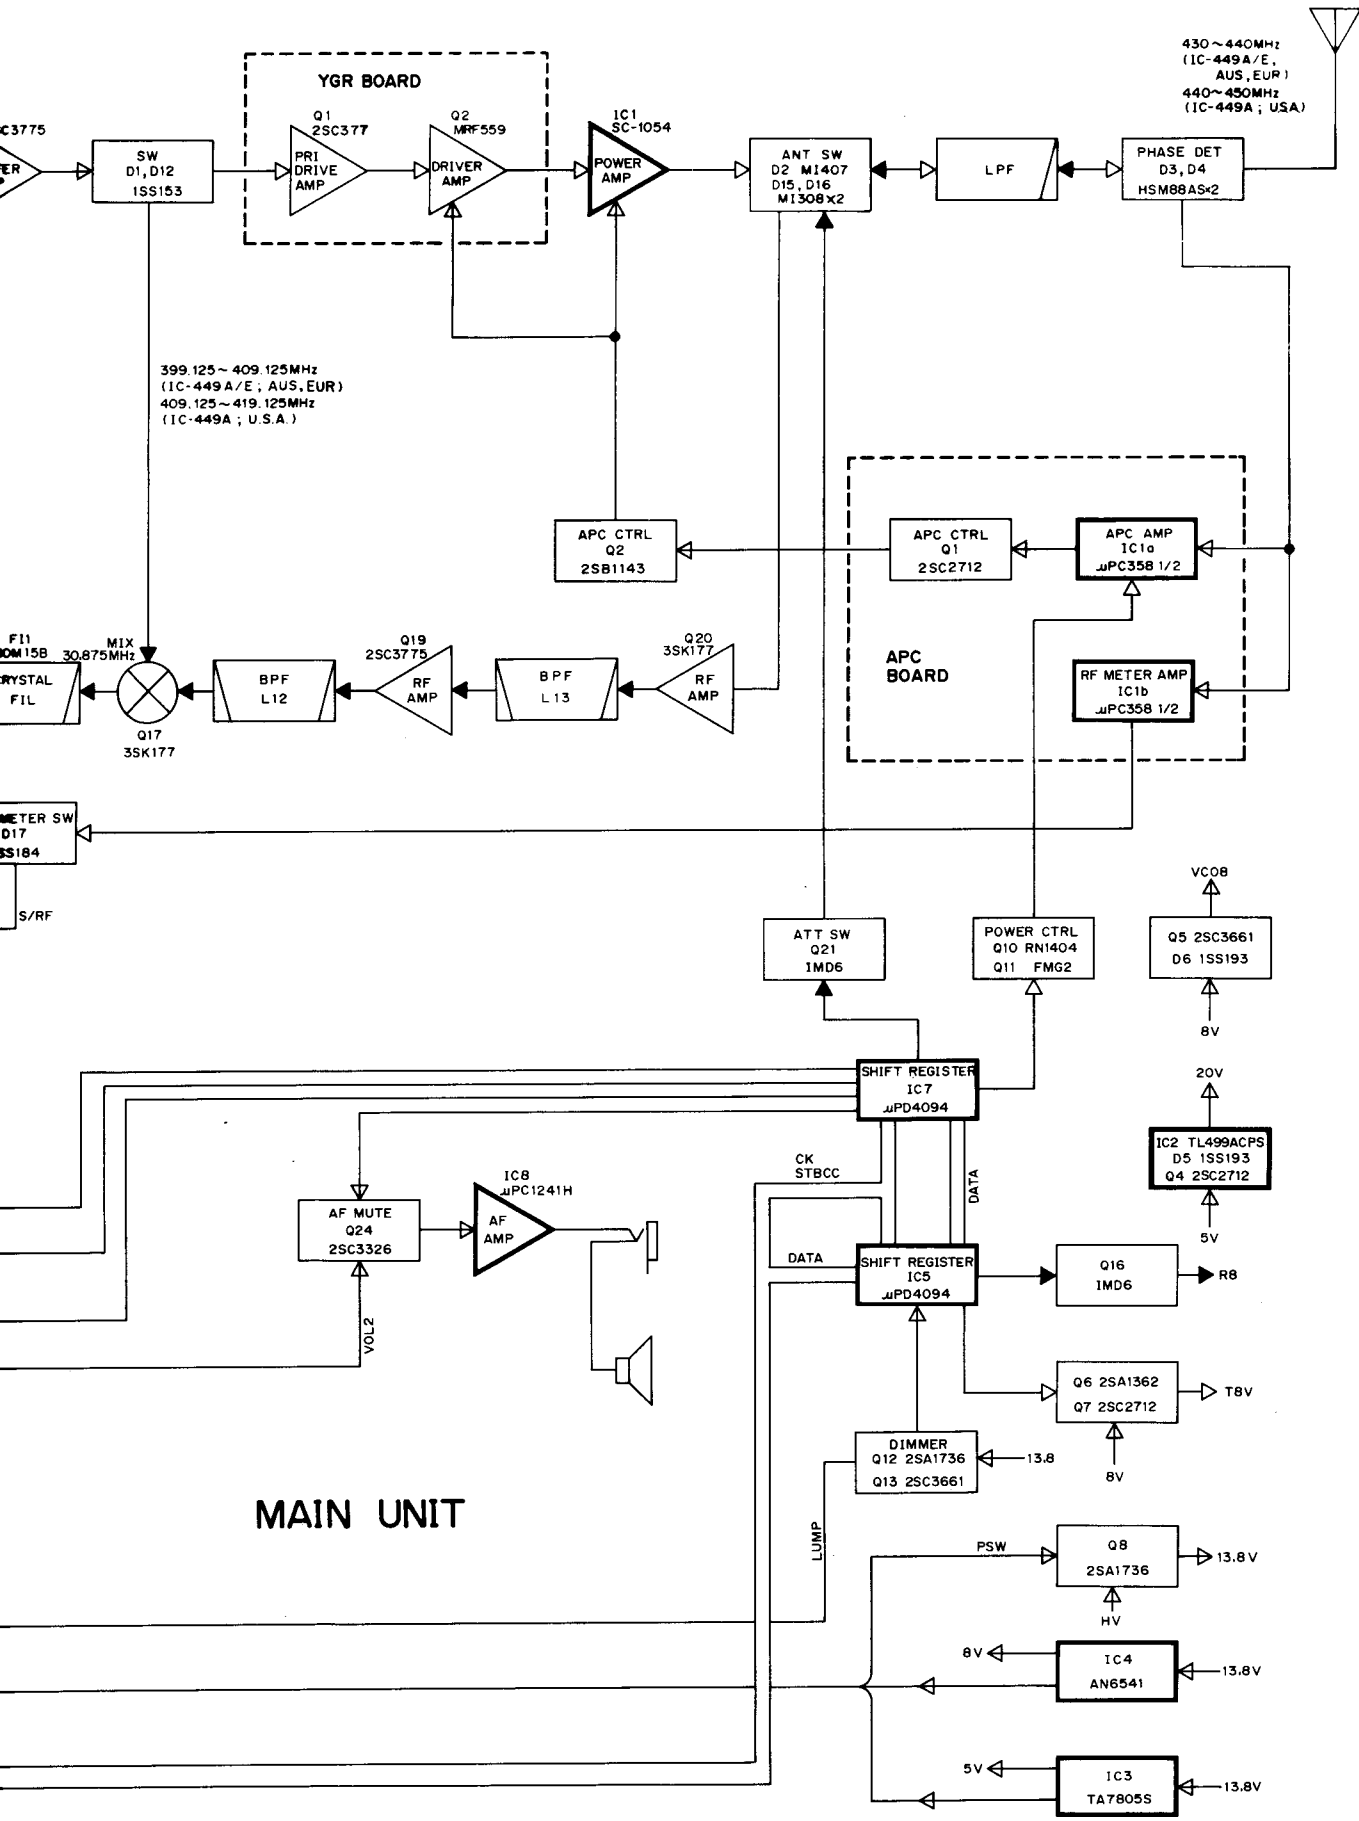 430~440MHz
(IC-449A/E,
AUS,EUR)
440~450MHz
(IC-449A; USA)
YGR BOARD
C3775
Q1
2SC377
Q2
MRF559
IC1
SC-1054
SW
D1, D12
1SS153
PRI
DRIVE
AMP
DRIVER
AMP
POWER
AMP
ANT SW
D2 MI407
D15, D16
MI308×2
LPF
PHASE DET
D3, D4
HSM88AS×2
399.125~409.125MHz
(IC-449A/E; AUS,EUR)
409.125~419.125MHz
(IC-449A; U.S.A.)
APC CTRL
Q2
2SB1143
APC CTRL
Q1
2SC2712
APC AMP
IC1a
µPC358 1/2
FI1
MIX
30.875MHz
FIL
Q17
3SK177
BPF
L12
Q19
2SC3775
RF
AMP
BPF
L13
Q20
3SK177
RF
AMP
APC
BOARD
RF METER AMP
IC1b
µPC358 1/2
METER SW
D17
SS184
S/RF
ATT SW
Q21
IMD6
POWER CTRL
Q10 RN1404
Q11 FMG2
VCO8
Q5 2SC3661
D6 1SS193
8V
SHIFT REGISTER
IC7
µPD4094
20V
IC2 TL499ACPS
D5 1SS193
Q4 2SC2712
5V
CK
STBCC
DATA
IC8
µPC1241H
AF
AMP
AF MUTE
Q24
2SC3326
VOL2
DATA
SHIFT REGISTER
IC5
µPD4094
Q16
IMD6
R8
Q6 2SA1362
Q7 2SC2712
T8V
8V
DIMMER
Q12 2SA1736
Q13 2SC3661
13.8
MAIN UNIT
LUMP
PSW
Q8
2SA1736
13.8V
HV
8V
IC4
AN6541
13.8V
5V
IC3
TA7805S
13.8V